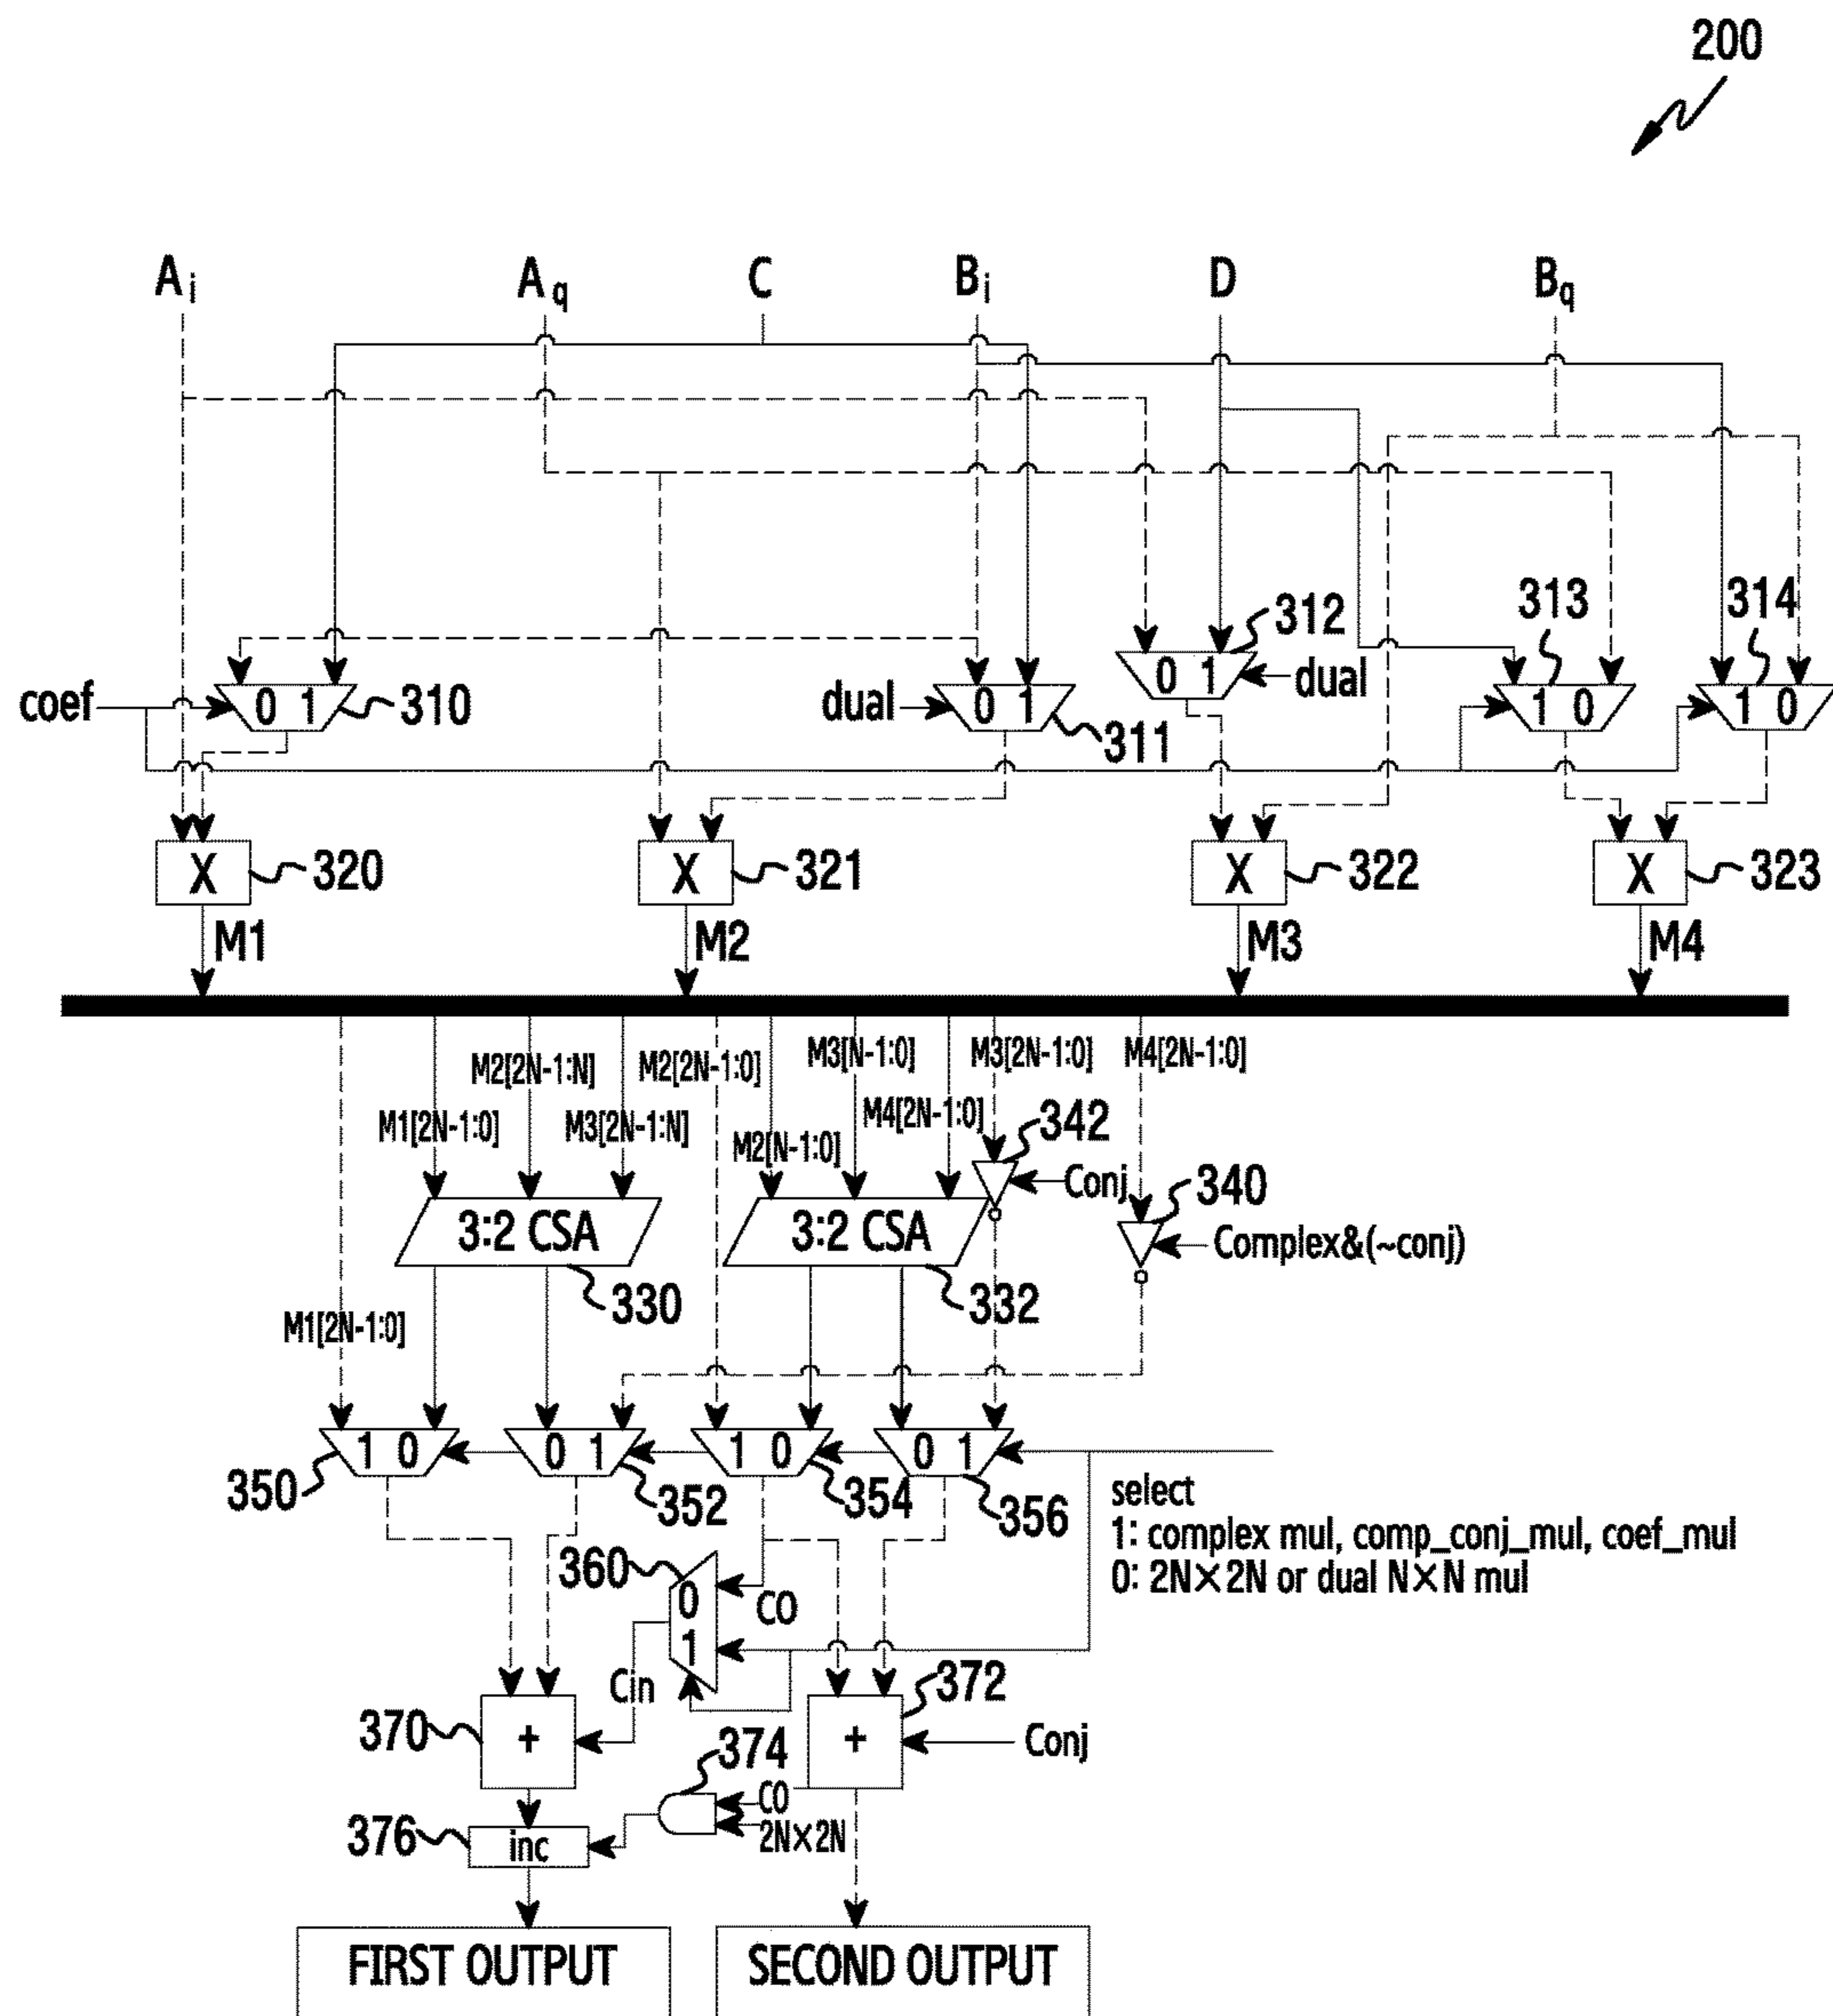 200
Ai Aq C Bi D Bq
312 313 314
coef 0 1 310 dual 0 1 311 0 1 dual 1 0 1 0
X 320 X 321 X 322 X 323
M1 M2 M3 M4
M2[2N-1:N] M2[2N-1:0] M3[N-1:0] M3[2N-1:0] M4[2N-1:0]
M1[2N-1:0] M3[2N-1:N] M2[N-1:0] M4[2N-1:0] 342
Conj 340
3:2 CSA 3:2 CSA Complex&(~conj)
330 332
M1[2N-1:0]
1 0 0 1 1 0 0 1
350 352 354 356
select
1: complex mul, comp_conj_mul, coef_mul
0: 2N×2N or dual N×N mul
360 0 CO
1
Cin 372
370 + + Conj
374
CO
2N×2N
376 inc
FIRST OUTPUT SECOND OUTPUT